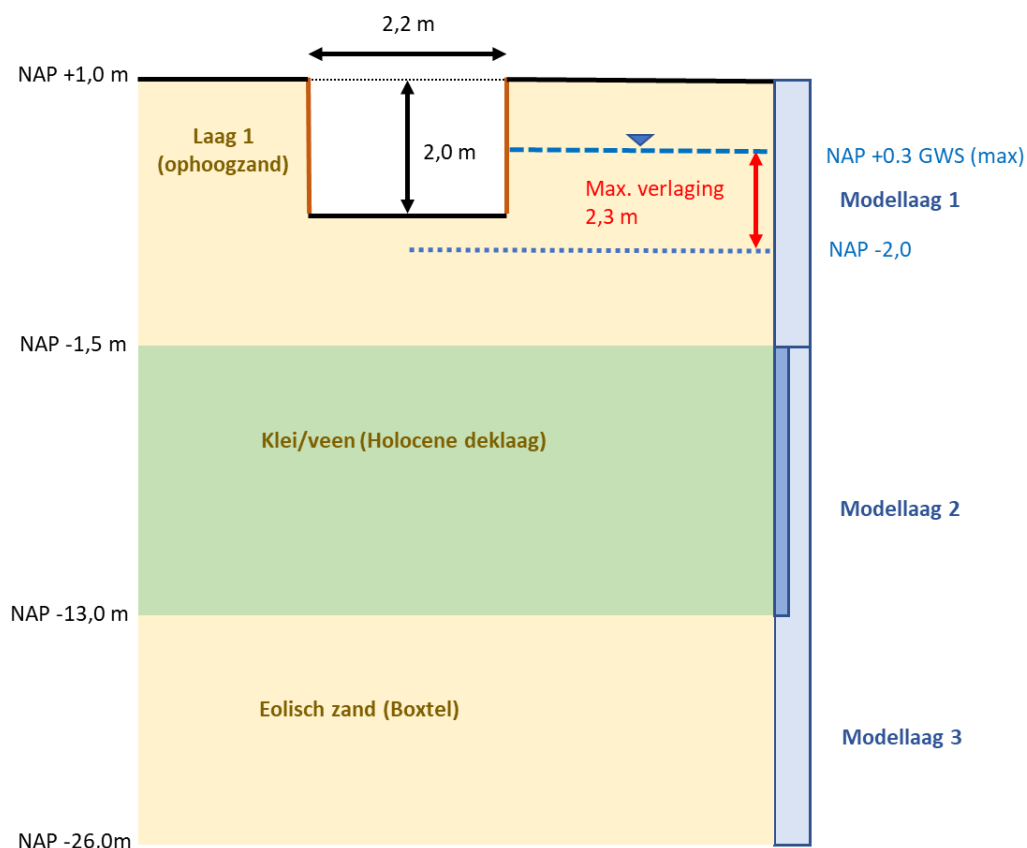 2,2 m
NAP +1,0 m
Laag 1
(ophoogzand)
2,0 m
NAP +0.3 GWS (max)
Max. verlaging
2,3 m
Modellaag 1
NAP -2,0
NAP -1,5 m
Klei/veen (Holocene deklaag)
Modellaag 2
NAP -13,0 m
Eolisch zand (Boxtel)
Modellaag 3
NAP -26.0m